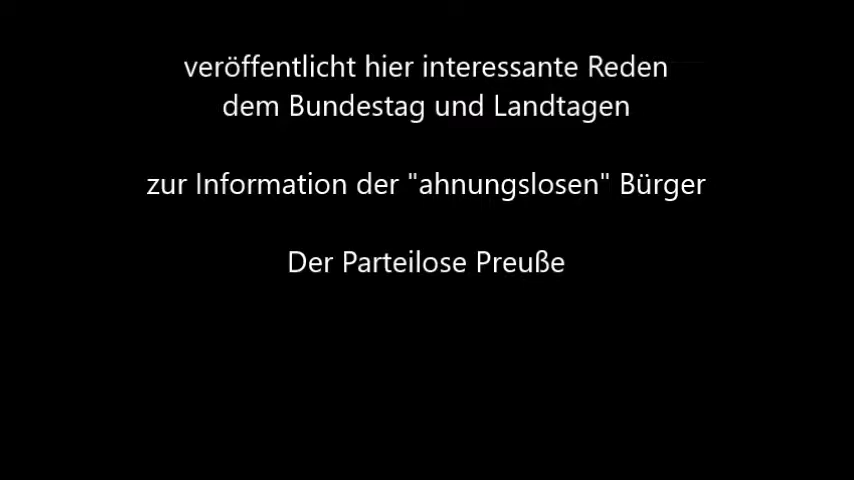 veröffentlicht hier interessante Reden
dem Bundestag und Landtagen
zur Information der "ahnungslosen" Bürger
Der Parteilose Preuße